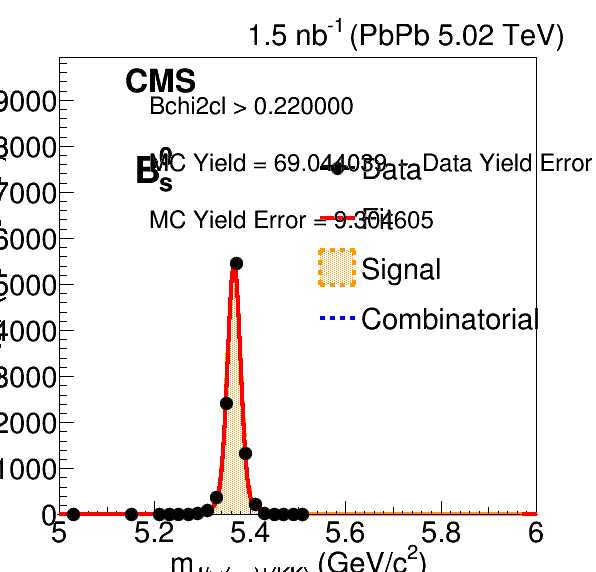 1.5 nb-1 (PbPb 5.02 TeV)
CMS
Bchi2cl > 0.220000
MC Yield = 69.044039 - Data Yield Error
B0s
Data
MC Yield Error = 9.304605
Fit
Signal
Combinatorial
9000
8000
7000
6000
5000
4000
3000
2000
1000
0
5 5.2 5.4 5.6 5.8 6
(GeV/c2)